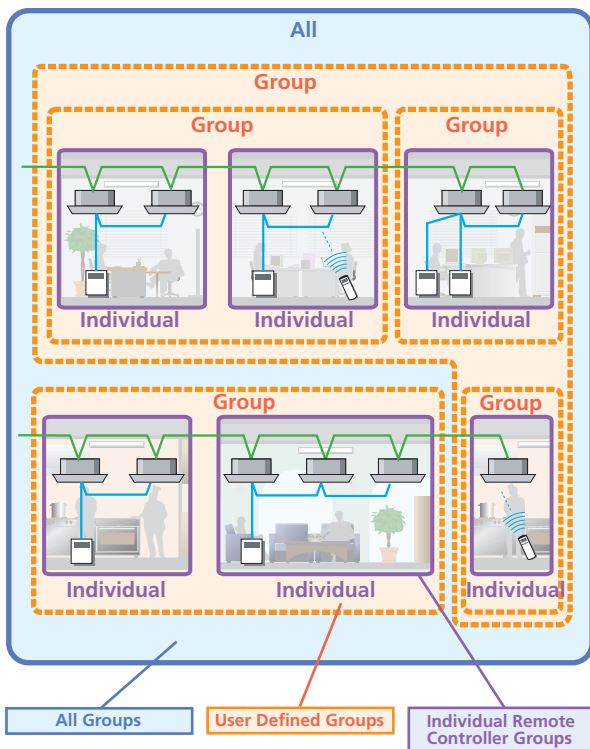 All
Group
Group
Group
Individual
Individual
Individual
Group
Group
Individual
Individual
Individual
All Groups
User Defined Groups
Individual Remote
Controller Groups